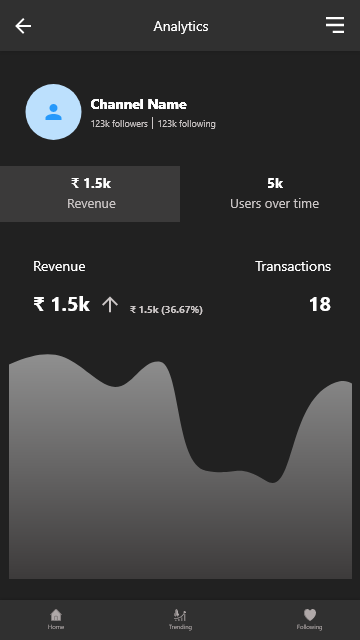 Analytics
Channel Name
123k followers | 123k following
₹ 1.5k
Revenue
5k
Users over time
Revenue
Transactions
₹ 1.5k
₹ 1.5k (36.67%)
18
Home
Trending
Following